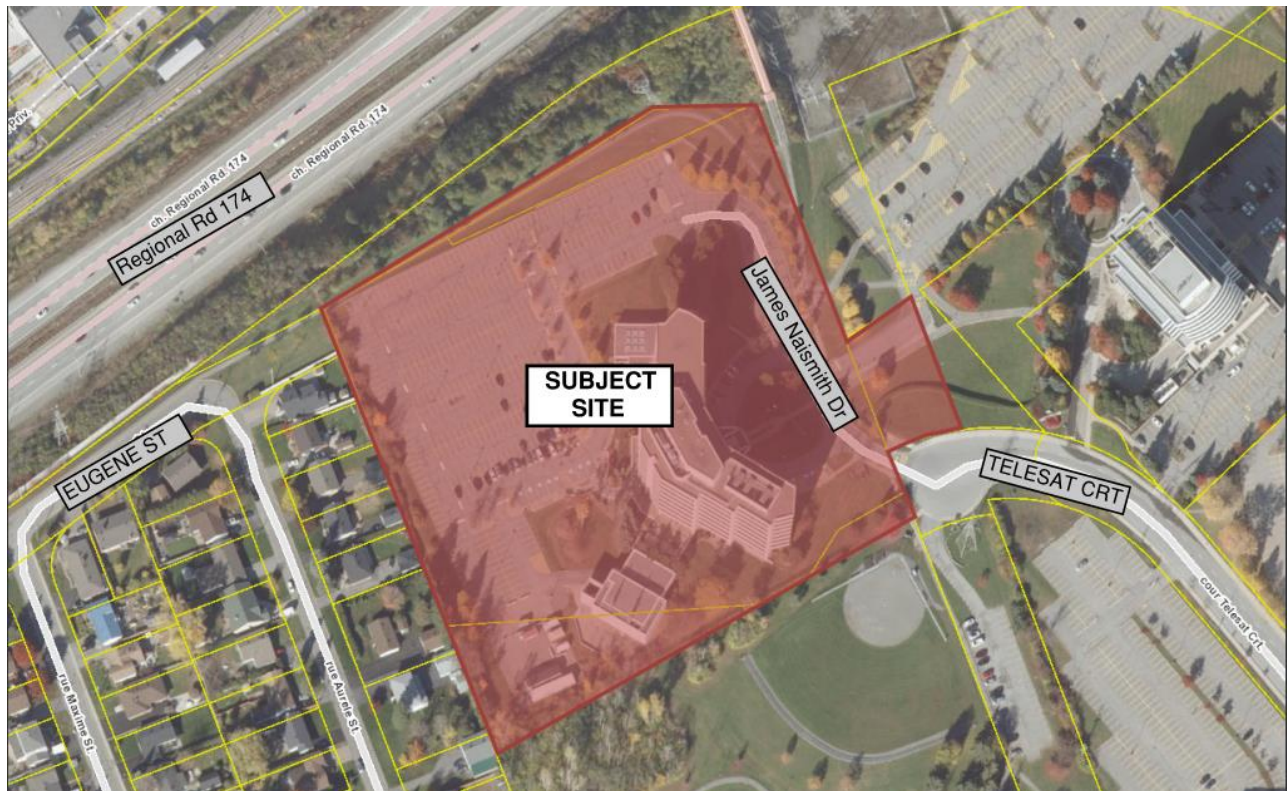 Priv.
ch. Regional Rd. 174
ch. Regional Rd. 174
Regional Rd 174
James Naismith Dr
SUBJECT
SITE
EUGENE ST
TELESAT CRT
cour Telesat Crt.
rue Maxime St.
rue Aurele St.